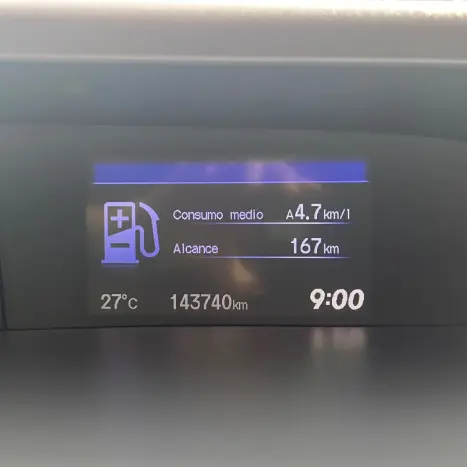 Consumo medio A4.7km/l
Alcance 167km
27°C 143740km 9:00